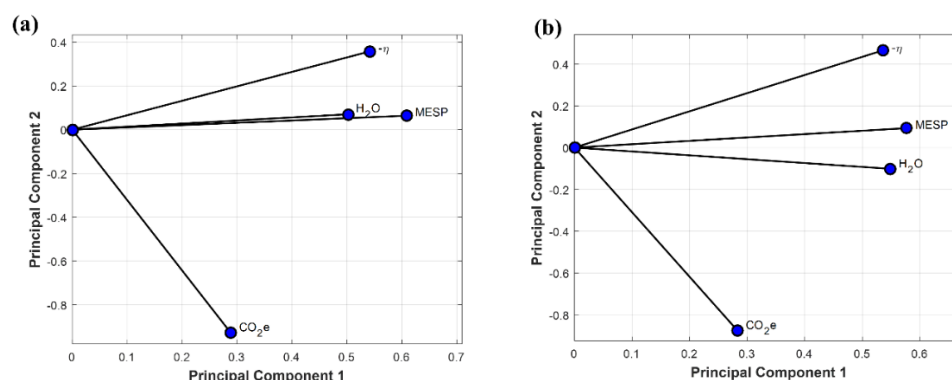 (a)
0.4
0.2
0
-0.2
-0.4
-0.6
-0.8
Principal Component 2
-η
H₂O
MESP
CO₂e
0
0.1
0.2
0.3
0.4
0.5
0.6
0.7
Principal Component 1
(b)
0.4
0.2
0
-0.2
-0.4
-0.6
-0.8
Principal Component 2
-η
MESP
H₂O
CO₂e
0
0.1
0.2
0.3
0.4
0.5
0.6
Principal Component 1